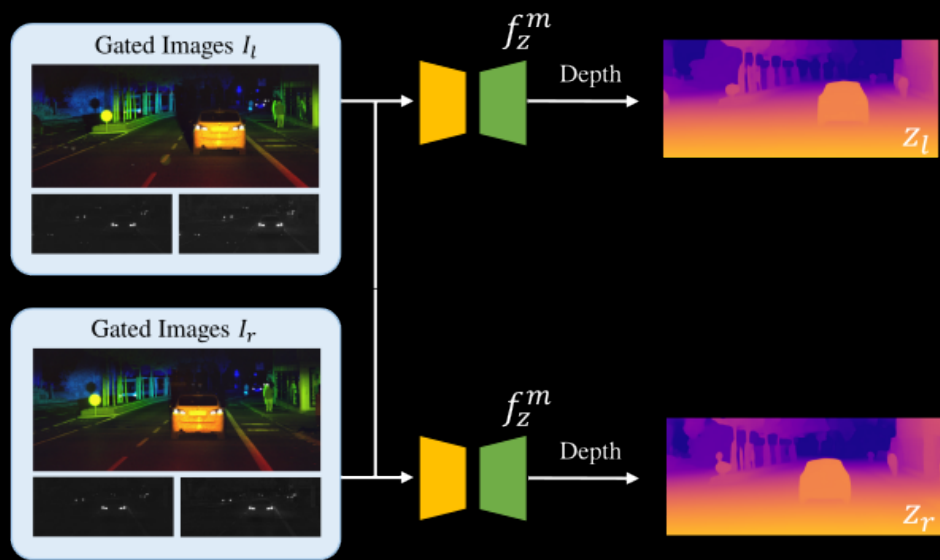 Gated Images I_l
f_z^m
Depth
z_l
Gated Images I_r
f_z^m
Depth
z_r